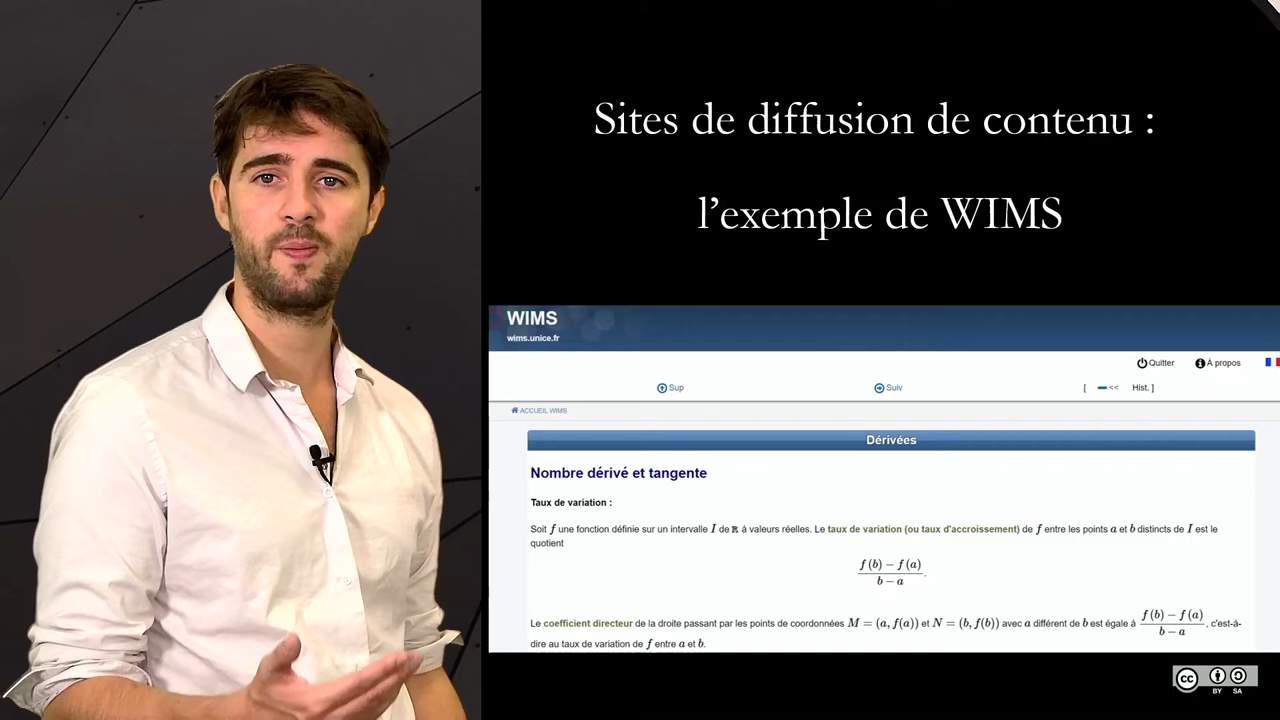 Sites de diffusion de contenu :
l’exemple de WIMS
WIMS
wims.unice.fr
Quitter À propos
Sup Suiv [ << Hist. ]
ACCUEIL WIMS
Dérivées
Nombre dérivé et tangente
Taux de variation :
Soit f une fonction définie sur un intervalle I de ℝ à valeurs réelles. Le taux de variation (ou taux d'accroissement) de f entre les points a et b distincts de I est le
quotient
f (b) − f (a)
b − a .
Le coefficient directeur de la droite passant par les points de coordonnées M = (a, f(a)) et N = (b, f(b)) avec a différent de b est égale à f (b) − f (a) / b − a , c'est-à-
dire au taux de variation de f entre a et b.
cc
BY SA